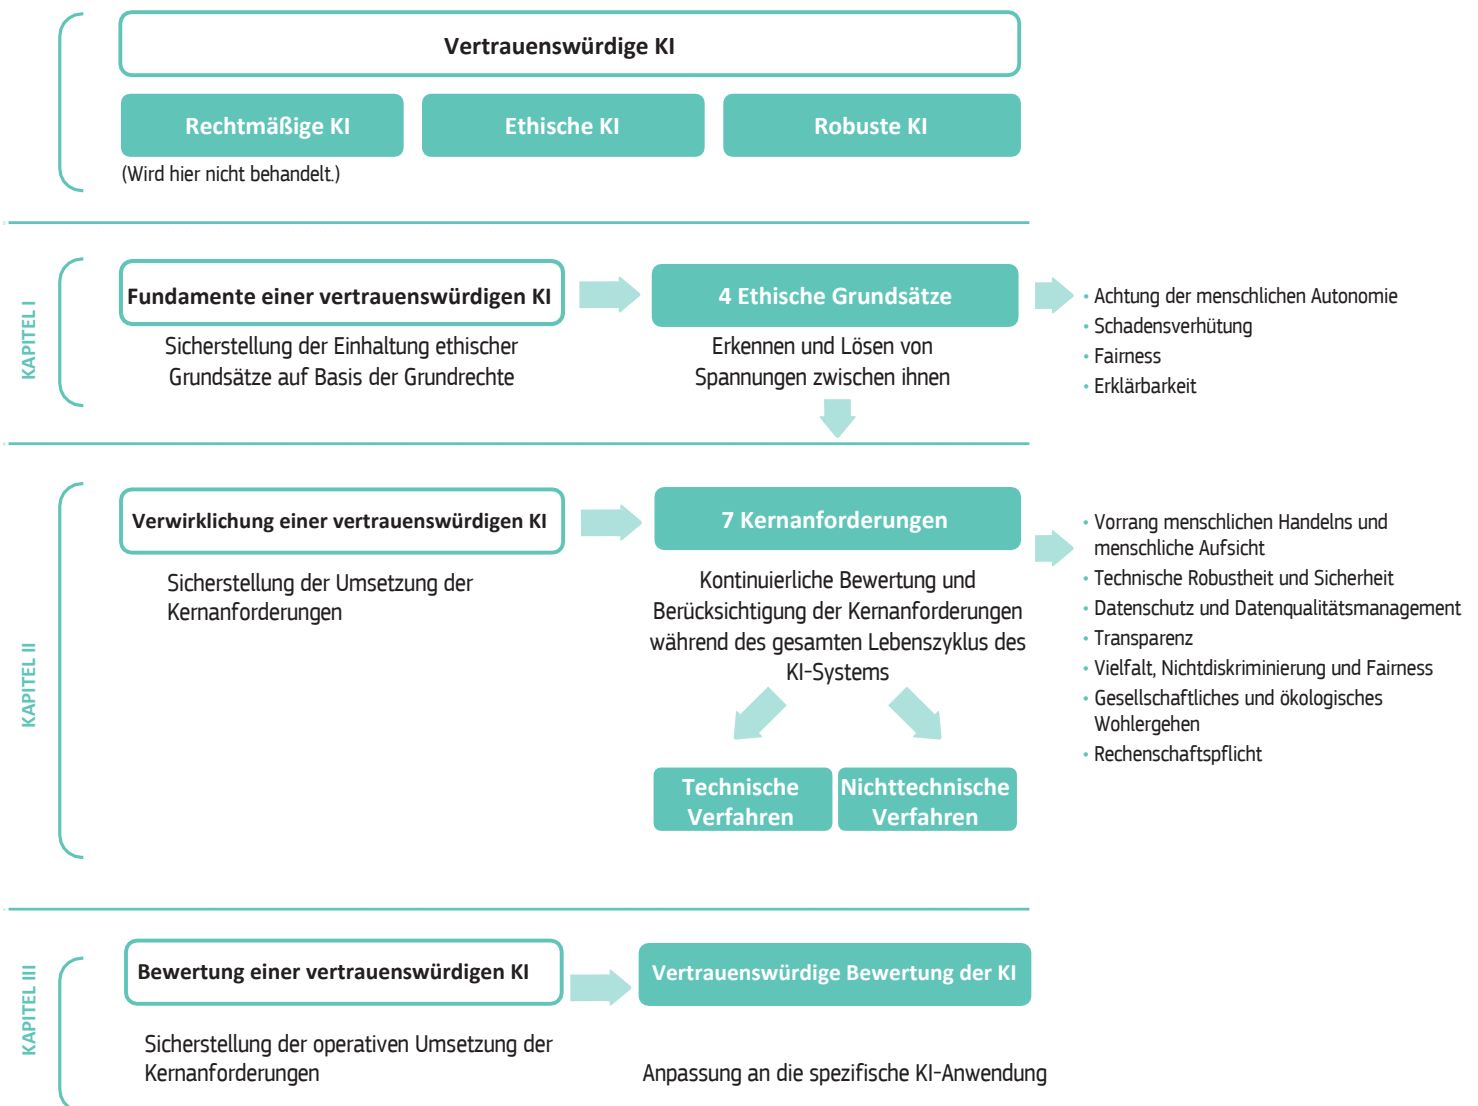 Vertrauenswürdige KI
Rechtmäßige KI
Ethische KI
Robuste KI
(Wird hier nicht behandelt.)
KAPITEL I
Fundamente einer vertrauenswürdigen KI
Sicherstellung der Einhaltung ethischer
Grundsätze auf Basis der Grundrechte
4 Ethische Grundsätze
Erkennen und Lösen von
Spannungen zwischen ihnen
• Achtung der menschlichen Autonomie
• Schadensverhütung
• Fairness
• Erklärbarkeit
KAPITEL II
Verwirklichung einer vertrauenswürdigen KI
Sicherstellung der Umsetzung der
Kernanforderungen
7 Kernanforderungen
Kontinuierliche Bewertung und
Berücksichtigung der Kernanforderungen
während des gesamten Lebenszyklus des
KI-Systems
Technische
Verfahren
Nichttechnische
Verfahren
• Vorrang menschlichen Handelns und
menschliche Aufsicht
• Technische Robustheit und Sicherheit
• Datenschutz und Datenqualitätsmanagement
• Transparenz
• Vielfalt, Nichtdiskriminierung und Fairness
• Gesellschaftliches und ökologisches
Wohlergehen
• Rechenschaftspflicht
KAPITEL III
Bewertung einer vertrauenswürdigen KI
Sicherstellung der operativen Umsetzung der
Kernanforderungen
Vertrauenswürdige Bewertung der KI
Anpassung an die spezifische KI-Anwendung